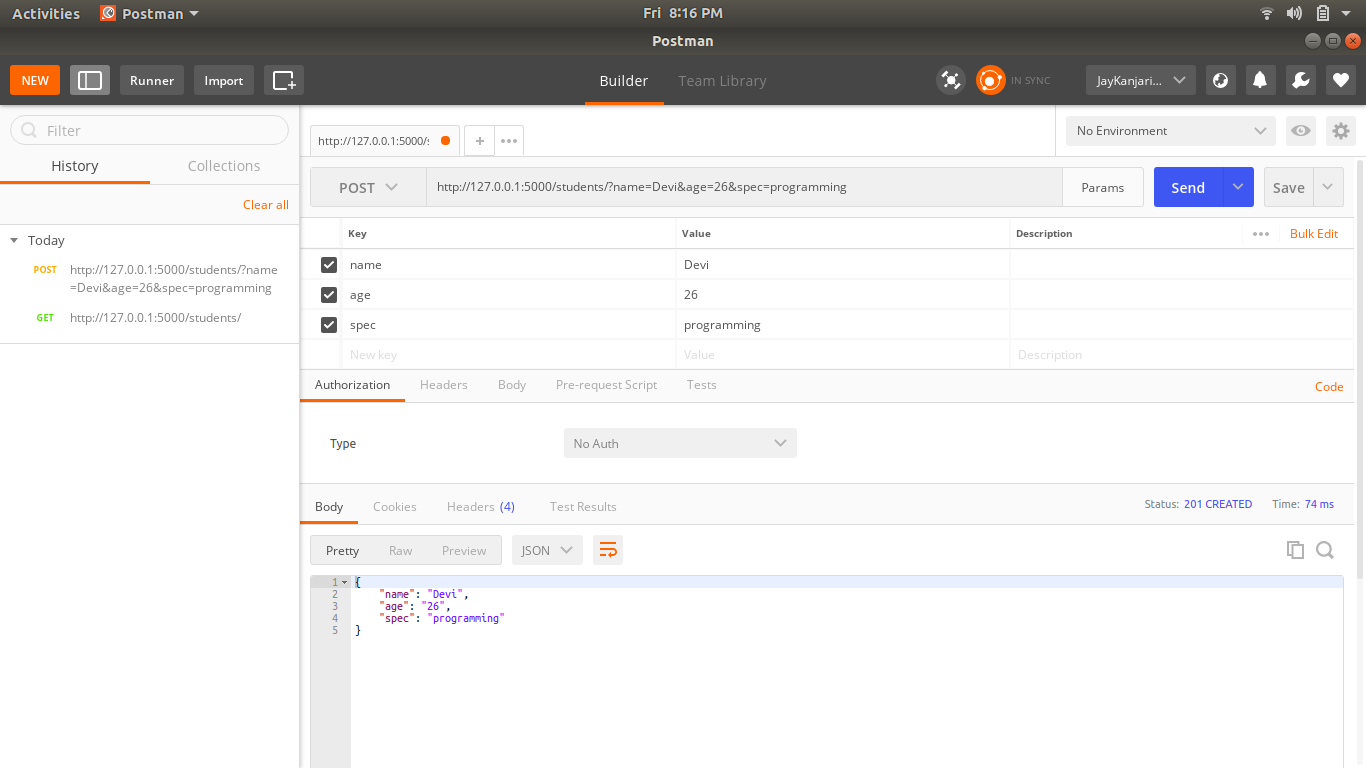 Activities Postman Fri 8:16 PM
Postman
NEW Runner Import Builder Team Library IN SYNC JayKanjari...
Filter
History Collections
Clear all
Today
POST http://127.0.0.1:5000/students/?name
=Devi&age=26&spec=programming
GET http://127.0.0.1:5000/students/
http://127.0.0.1:5000/s + ••• No Environment
POST http://127.0.0.1:5000/students/?name=Devi&age=26&spec=programming Params Send Save
Key Value Description ••• Bulk Edit
name Devi
age 26
spec programming
New key Value Description
Authorization Headers Body Pre-request Script Tests Code
Type No Auth
Body Cookies Headers (4) Test Results Status: 201 CREATED Time: 74 ms
Pretty Raw Preview JSON
1 {
2 "name": "Devi",
3 "age": "26",
4 "spec": "programming"
5 }